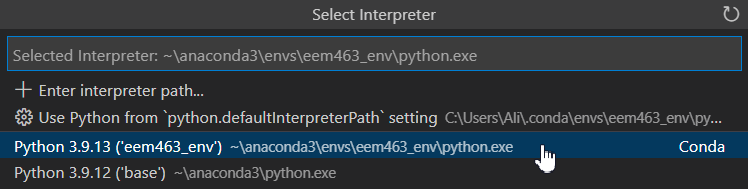 Select Interpreter
Selected Interpreter: ~\anaconda3\envs\eem463_env\python.exe
Enter interpreter path...
Use Python from `python.defaultInterpreterPath` setting C:\Users\Ali\.conda\envs\eem463_env\py...
Python 3.9.13 ('eem463_env') ~\anaconda3\envs\eem463_env\python.exe Conda
Python 3.9.12 ('base') ~\anaconda3\python.exe